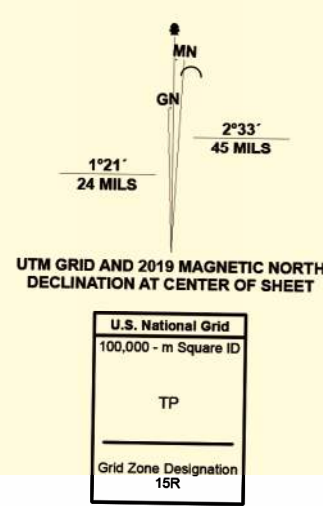 MN
GN
2°33´
45 MILS
1°21´
24 MILS
UTM GRID AND 2019 MAGNETIC NORTH
DECLINATION AT CENTER OF SHEET
U.S. National Grid
100,000 - m Square ID
TP
Grid Zone Designation
15R